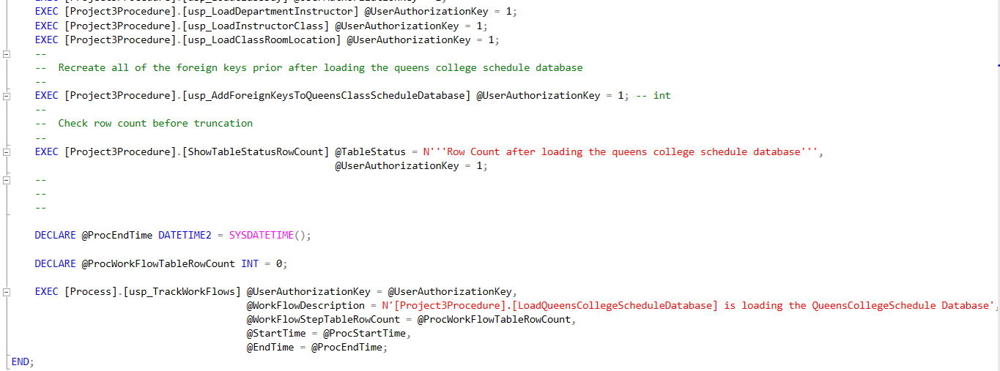 EXEC [Project3Procedure].[usp_LoadDepartmentInstructor] @UserAuthorizationKey = 1;
EXEC [Project3Procedure].[usp_LoadInstructorClass] @UserAuthorizationKey = 1;
EXEC [Project3Procedure].[usp_LoadClassRoomLocation] @UserAuthorizationKey = 1;
--
--  Recreate all of the foreign keys prior after loading the queens college schedule database
--
EXEC [Project3Procedure].[usp_AddForeignKeysToQueensClassScheduleDatabase] @UserAuthorizationKey = 1; -- int
--
--  Check row count before truncation
--
EXEC [Project3Procedure].[ShowTableStatusRowCount] @TableStatus = N'''Row Count after loading the queens college schedule database''',
@UserAuthorizationKey = 1;
--
--
--
DECLARE @ProcEndTime DATETIME2 = SYSDATETIME();
DECLARE @ProcWorkFlowTableRowCount INT = 0;
EXEC [Process].[usp_TrackWorkFlows] @UserAuthorizationKey = @UserAuthorizationKey,
@WorkFlowDescription = N'[Project3Procedure].[LoadQueensCollegeScheduleDatabase] is loading the QueensCollegeSchedule Database',
@WorkFlowStepTableRowCount = @ProcWorkFlowTableRowCount,
@StartTime = @ProcStartTime,
@EndTime = @ProcEndTime;
END;